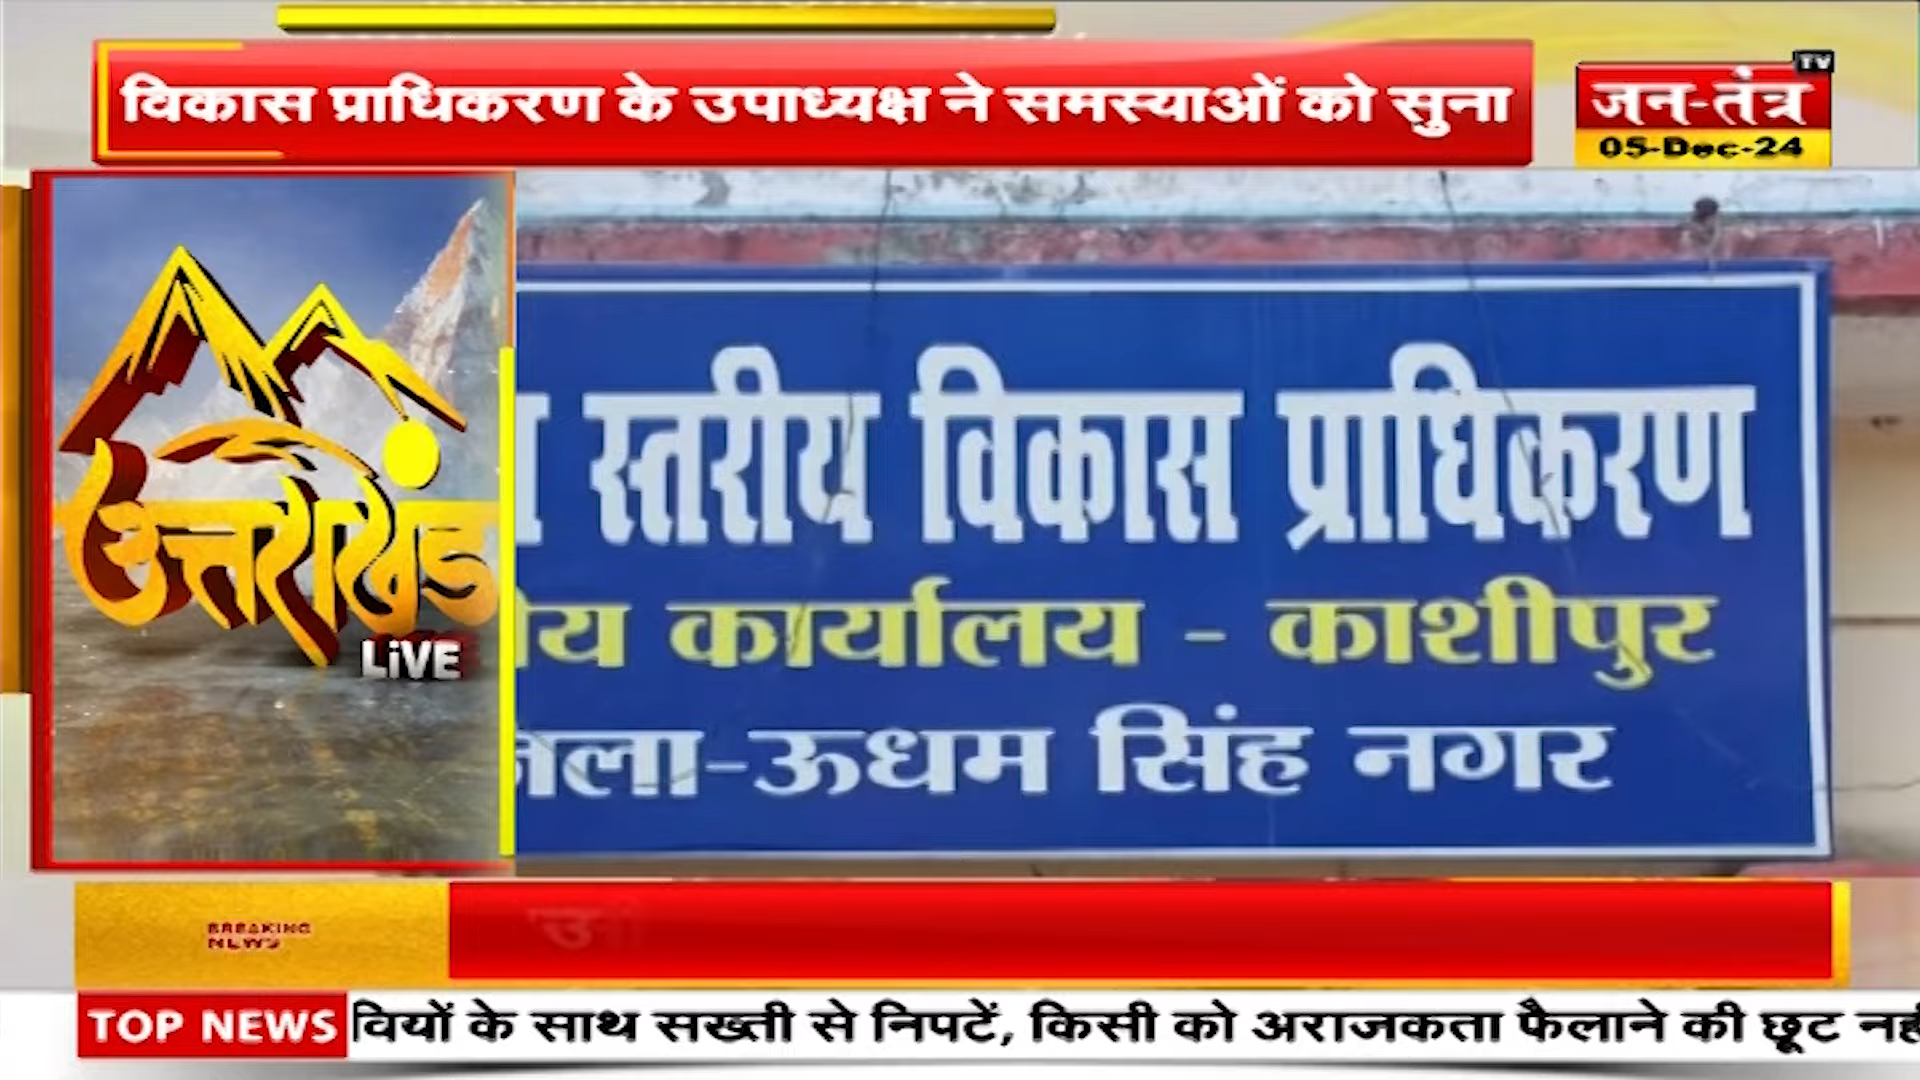 विकास प्राधिकरण के उपाध्यक्ष ने समस्याओं को सुना
जन-तंत्र TV
05-Dec-24
उत्तराखंड
LiVE
स्तरीय विकास प्राधिकरण
कार्यालय - काशीपुर
ऊधम सिंह नगर
BREAKING NEWS
TOP NEWS
वियों के साथ सख्ती से निपटें, किसी को अराजकता फैलाने की छूट नहीं